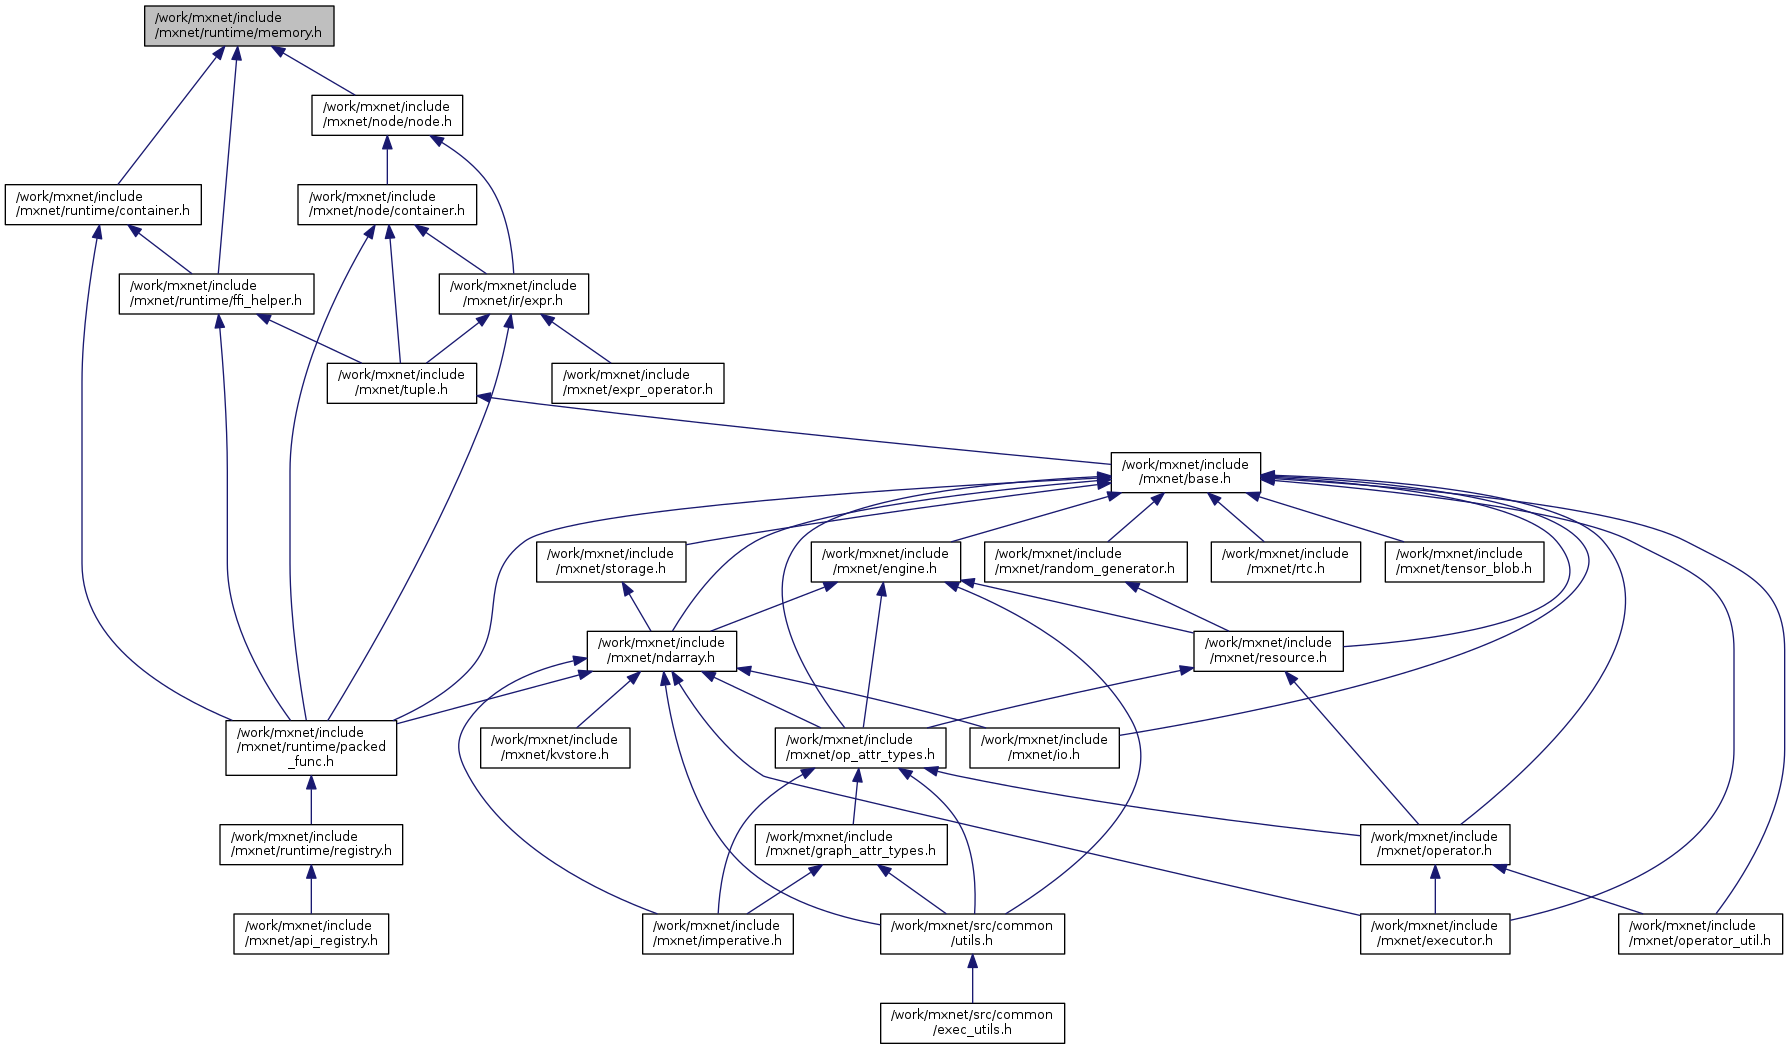 /work/mxnet/include
/mxnet/runtime/memory.h
/work/mxnet/include
/mxnet/node/node.h
/work/mxnet/include
/mxnet/runtime/container.h
/work/mxnet/include
/mxnet/node/container.h
/work/mxnet/include
/mxnet/runtime/ffi_helper.h
/work/mxnet/include
/mxnet/ir/expr.h
/work/mxnet/include
/mxnet/tuple.h
/work/mxnet/include
/mxnet/expr_operator.h
/work/mxnet/include
/mxnet/base.h
/work/mxnet/include
/mxnet/storage.h
/work/mxnet/include
/mxnet/engine.h
/work/mxnet/include
/mxnet/random_generator.h
/work/mxnet/include
/mxnet/rtc.h
/work/mxnet/include
/mxnet/tensor_blob.h
/work/mxnet/include
/mxnet/ndarray.h
/work/mxnet/include
/mxnet/resource.h
/work/mxnet/include
/mxnet/runtime/packed
_func.h
/work/mxnet/include
/mxnet/kvstore.h
/work/mxnet/include
/mxnet/op_attr_types.h
/work/mxnet/include
/mxnet/io.h
/work/mxnet/include
/mxnet/runtime/registry.h
/work/mxnet/include
/mxnet/graph_attr_types.h
/work/mxnet/include
/mxnet/operator.h
/work/mxnet/include
/mxnet/api_registry.h
/work/mxnet/include
/mxnet/imperative.h
/work/mxnet/src/common
/utils.h
/work/mxnet/include
/mxnet/executor.h
/work/mxnet/include
/mxnet/operator_util.h
/work/mxnet/src/common
/exec_utils.h